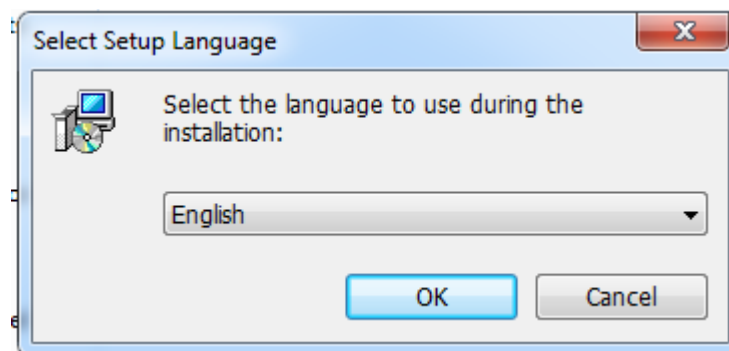 Select Setup Language
Select the language to use during the
installation:
English
OK
Cancel